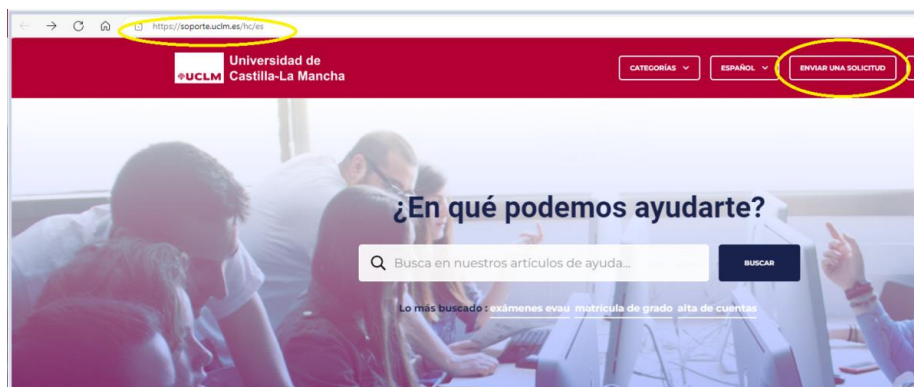 https://soporte.uclm.es/hc/es
UCLM
Universidad de
Castilla-La Mancha
CATEGORÍAS
ESPAÑOL
ENVIAR UNA SOLICITUD
¿En qué podemos ayudarte?
Busca en nuestros artículos de ayuda...
BUSCAR
Lo más buscado : exámenes evau matrícula de grado alta de cuentas